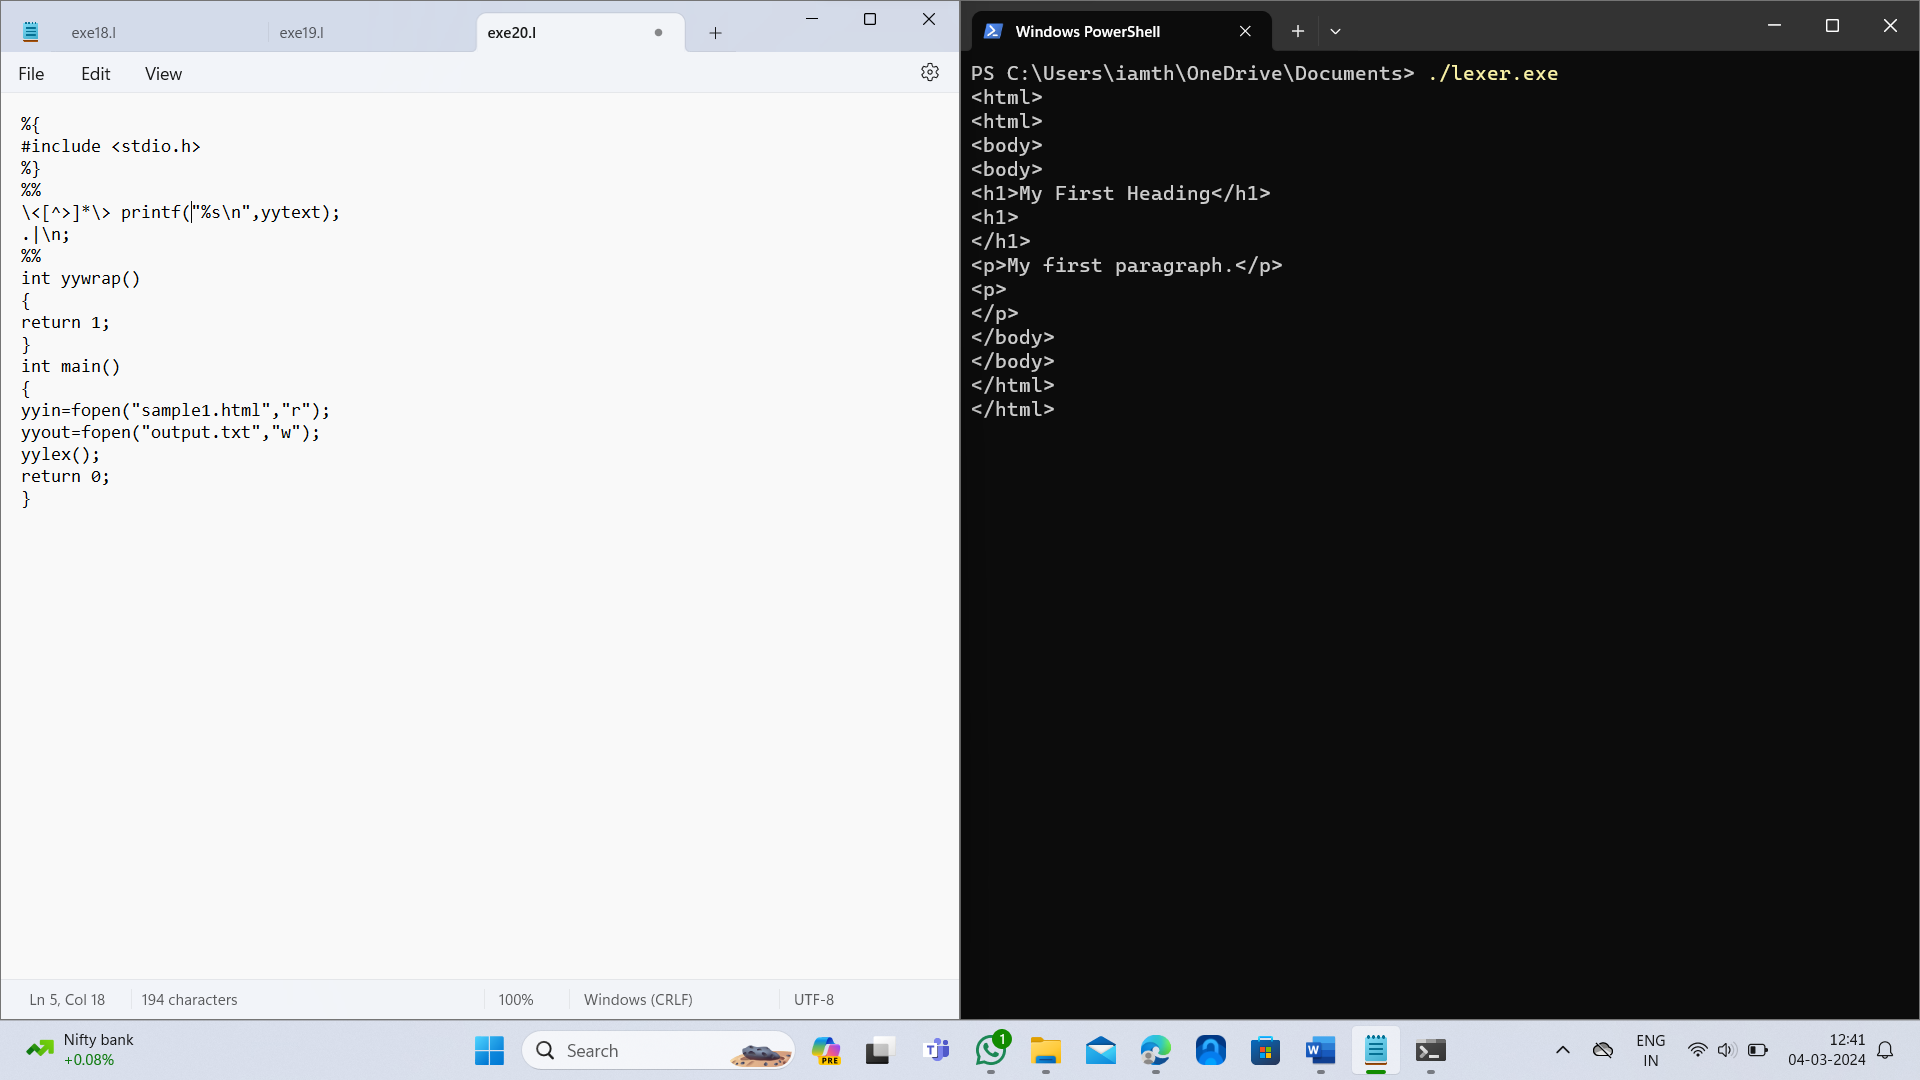 exe18.l
exe19.l
exe20.l
File
Edit
View
%{
#include <stdio.h>
%}
%%
\<[^>]*\> printf("%s\n",yytext);
.|\n;
%%
int yywrap()
{
return 1;
}
int main()
{
yyin=fopen("sample1.html","r");
yyout=fopen("output.txt","w");
yylex();
return 0;
}
Ln 5, Col 18
194 characters
100%
Windows (CRLF)
UTF-8
Windows PowerShell
PS C:\Users\iamth\OneDrive\Documents> ./lexer.exe
<html>
<html>
<body>
<body>
<h1>My First Heading</h1>
<h1>
</h1>
<p>My first paragraph.</p>
<p>
</p>
</body>
</body>
</html>
</html>
Nifty bank
+0.08%
Search
PRE
1
ENG
IN
12:41
04-03-2024